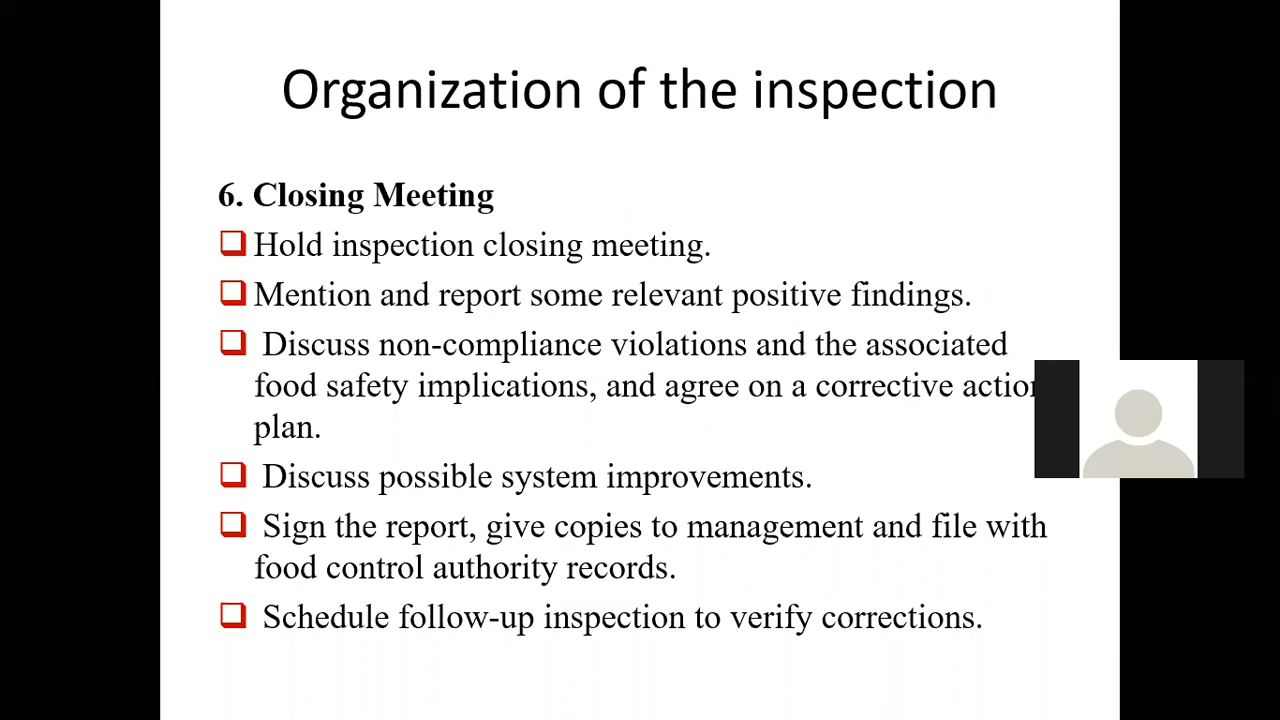 Organization of the inspection
6. Closing Meeting
Hold inspection closing meeting.
Mention and report some relevant positive findings.
Discuss non-compliance violations and the associated
food safety implications, and agree on a corrective action
plan.
Discuss possible system improvements.
Sign the report, give copies to management and file with
food control authority records.
Schedule follow-up inspection to verify corrections.